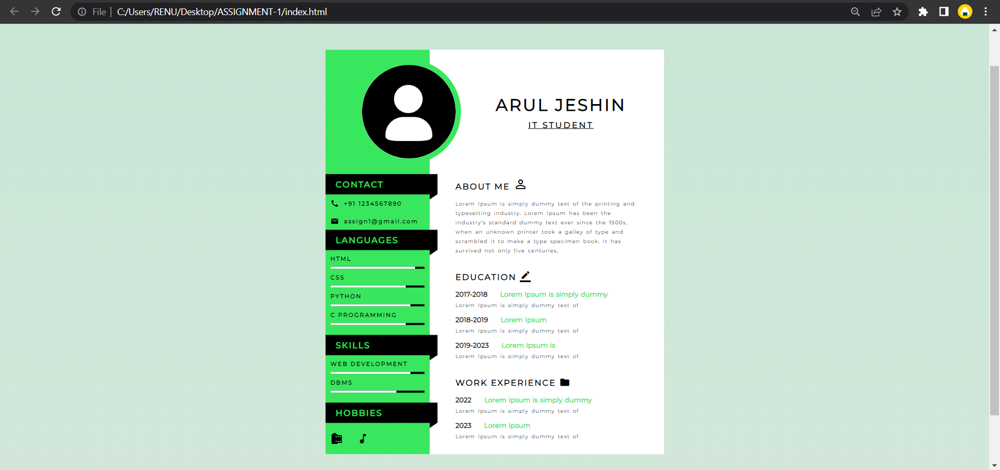 File | C:/Users/RENU/Desktop/ASSIGNMENT-1/index.html
ARUL JESHIN
IT STUDENT
CONTACT
+91 1234567890
assign1@gmail.com
LANGUAGES
HTML
CSS
PYTHON
C PROGRAMMING
SKILLS
WEB DEVELOPMENT
DBMS
HOBBIES
ABOUT ME
Lorem Ipsum is simply dummy text of the printing and
typesetting industry. Lorem Ipsum has been the
industry's standard dummy text ever since the 1500s,
when an unknown printer took a galley of type and
scrambled it to make a type specimen book. It has
survived not only five centuries,
EDUCATION
2017-2018 Lorem Ipsum is simply dummy
Lorem Ipsum is simply dummy text of
2018-2019 Lorem Ipsum
Lorem Ipsum is simply dummy text of
2019-2023 Lorem Ipsum is
Lorem Ipsum is simply dummy text of
WORK EXPERIENCE
2022 Lorem Ipsum is simply dummy
Lorem Ipsum is simply dummy text of
2023 Lorem Ipsum
Lorem Ipsum is simply dummy text of